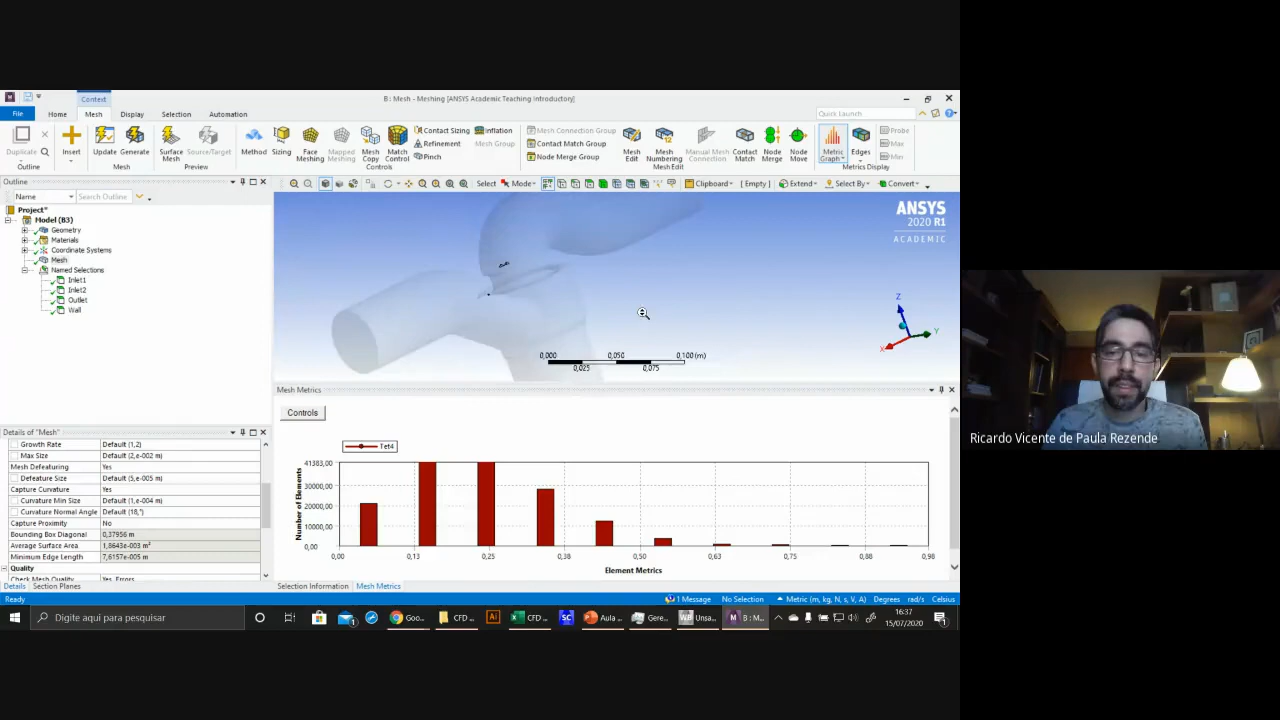 Context
B : Mesh - Meshing [ANSYS Academic Teaching Introductory]
File Home Mesh Display Selection Automation
Quick Launch
Duplicate
Outline
Insert
Update Generate
Mesh
Surface Mesh
Source/Target
Preview
Method Sizing Face Meshing Mapped Meshing Mesh Copy Match Control
Contact Sizing
Refinement
Pinch
Inflation
Mesh Group
Controls
Mesh Connection Group
Contact Match Group
Node Merge Group
Mesh Edit
Mesh Numbering
Manual Mesh Connection
Contact Match
Node Merge
Node Move
Mesh Edit
Metric Graph
Edges
Probe
Max
Min
Metrics Display
Select Mode Clipboard [ Empty ] Extend Select By Convert
Outline
Name Search Outline
Project*
Model (B3)
Geometry
Materials
Coordinate Systems
Mesh
Named Selections
Inlet1
Inlet2
Outlet
Wall
ANSYS
2020 R1
ACADEMIC
Z
Y
X
0,000 0,050 0,100 (m)
0,025 0,075
Details of "Mesh"
Growth Rate Default (1,2)
Max Size Default (2,e-002 m)
Mesh Defeaturing Yes
Defeature Size Default (5,e-005 m)
Capture Curvature Yes
Curvature Min Size Default (1,e-004 m)
Curvature Normal Angle Default (18,°)
Capture Proximity No
Bounding Box Diagonal 0,37956 m
Average Surface Area 1,8643e-003 m²
Minimum Edge Length 7,6157e-005 m
Quality
Check Mesh Quality Yes, Errors
Details Section Planes
Mesh Metrics
Controls
Tet4
Number of Elements
41383,00
30000,00
20000,00
10000,00
0,00
0,00 0,13 0,25 0,38 0,50 0,63 0,75 0,88 0,98
Element Metrics
Selection Information Mesh Metrics
Ready 1 Message No Selection Metric (m, kg, N, s, V, A) Degrees rad/s Celsius
Digite aqui para pesquisar
Goo...
CFD ...
CFD ...
Aula ...
Gere...
Unsa...
B : M...
16:37
15/07/2020
Ricardo Vicente de Paula Rezende